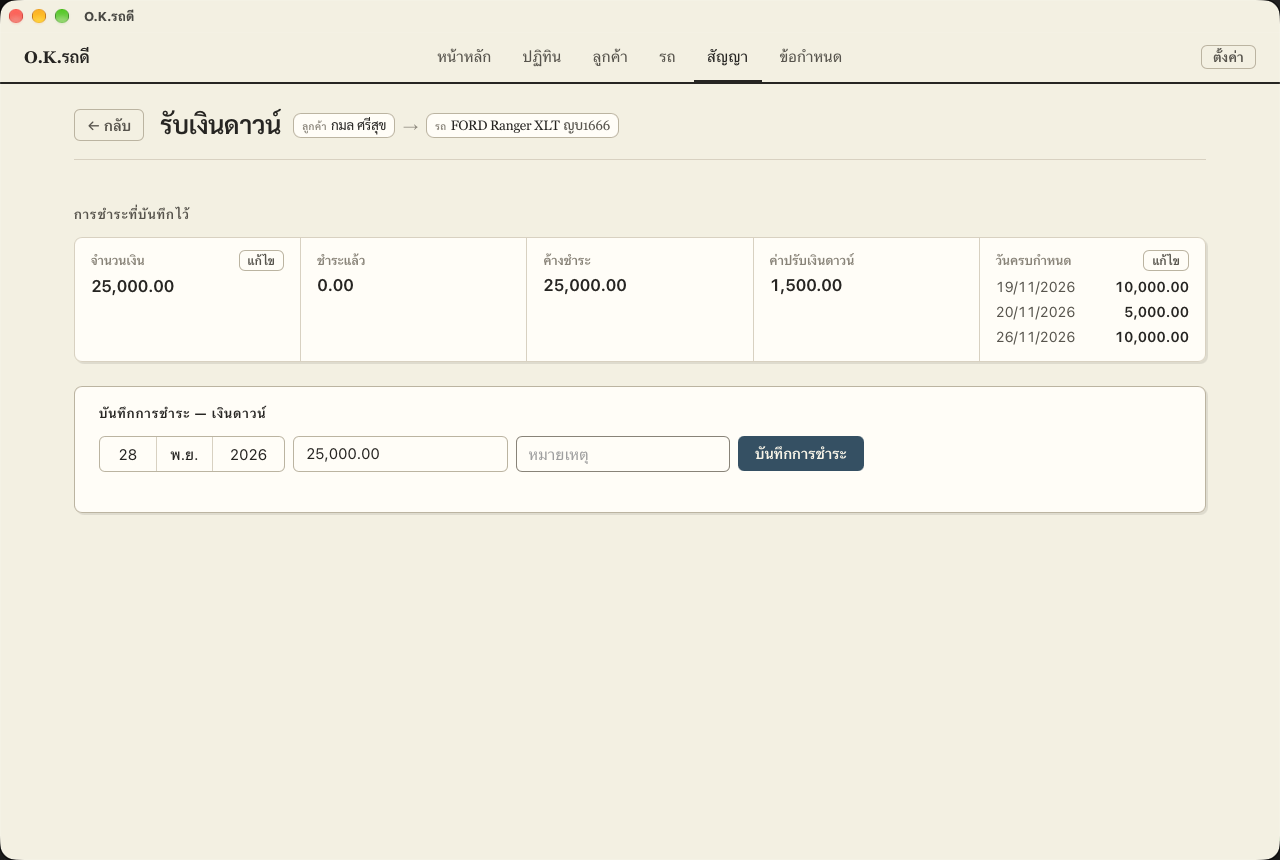 O.K.รถดี
O.K.รถดี
หน้าหลัก ปฏิทิน ลูกค้า รถ สัญญา ข้อกำหนด
ตั้งค่า
← กลับ
รับเงินดาวน์
ลูกค้า กมล ศรีสุข → รถ FORD Ranger XLT ญบ1666
การชำระที่บันทึกไว้
จำนวนเงิน แก้ไข
25,000.00
ชำระแล้ว
0.00
ค้างชำระ
25,000.00
ค่าปรับเงินดาวน์
1,500.00
วันครบกำหนด แก้ไข
19/11/2026 10,000.00
20/11/2026 5,000.00
26/11/2026 10,000.00
บันทึกการชำระ — เงินดาวน์
28 พ.ย. 2026 25,000.00 หมายเหตุ บันทึกการชำระ